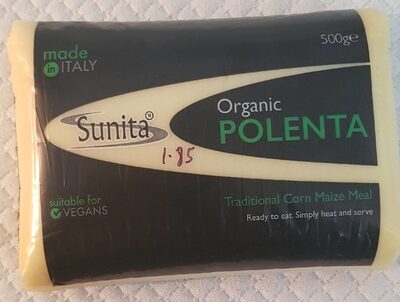 made
in ITALY
500g℮
Sunita®
Organic
POLENTA
1.85
suitable for
VEGANS
Traditional Corn Maize Meal
Ready to eat. Simply heat and serve